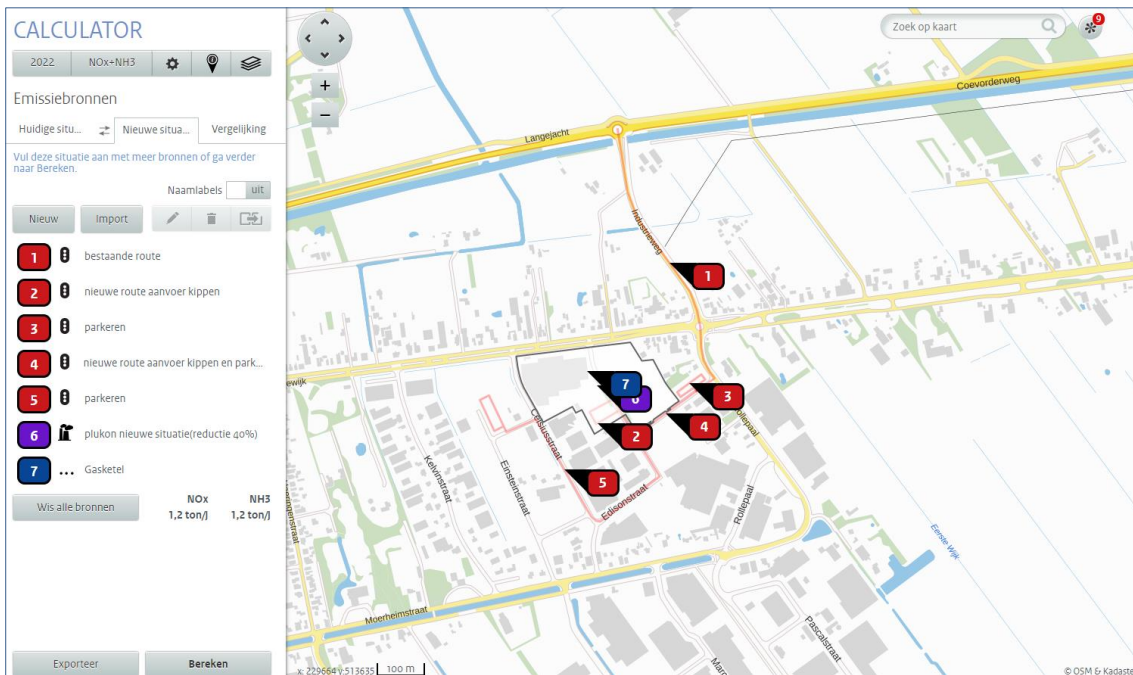 CALCULATOR
2022
NOx+NH3
Emissiebronnen
Huidige situ...
Nieuwe situa...
Vergelijking
Vul deze situatie aan met meer bronnen of ga verder
naar Bereken.
Naamlabels
uit
Nieuw
Import
1 bestaande route
2 nieuwe route aanvoer kippen
3 parkeren
4 nieuwe route aanvoer kippen en park...
5 parkeren
6 plukon nieuwe situatie(reductie 40%)
7 ... Gasketel
Wis alle bronnen
NOx NH3
1,2 ton/j 1,2 ton/j
Exporteer
Bereken
Zoek op kaart
9
+
−
Coevorderweg
Langejacht
Industrieweg
1
ewijk
7
6
3
4
2
5
Rollepaal
Celsiusstraat
Edisonstraat
Einsteinstraat
Kelvinstraat
Rollepaal
Eerste Wijk
Moerheimstraat
Pascalstraat
x: 229664 y:513635
100 m
© OSM & Kadaste